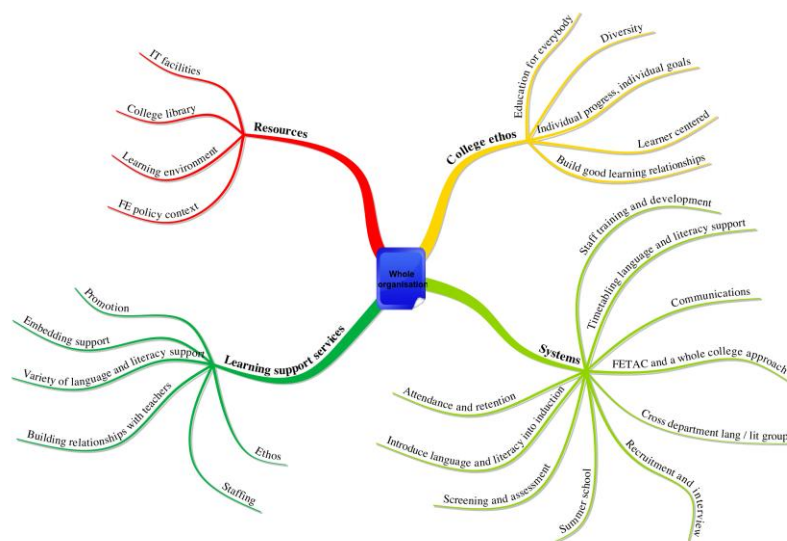 Whole
organisation
Resources
IT facilities
College library
Learning environment
FE policy context
College ethos
Education for everybody
Diversity
Individual progress, individual goals
Learner centered
Build good learning relationships
Systems
Staff training and development
Timetabling language and literacy support
Communications
FETAC and a whole college approach
Cross department lang / lit group
Recruitment and interview
Summer school
Screening and assessment
Introduce language and literacy into induction
Attendance and retention
Learning support services
Promotion
Embedding support
Variety of language and literacy support
Building relationships with teachers
Staffing
Ethos